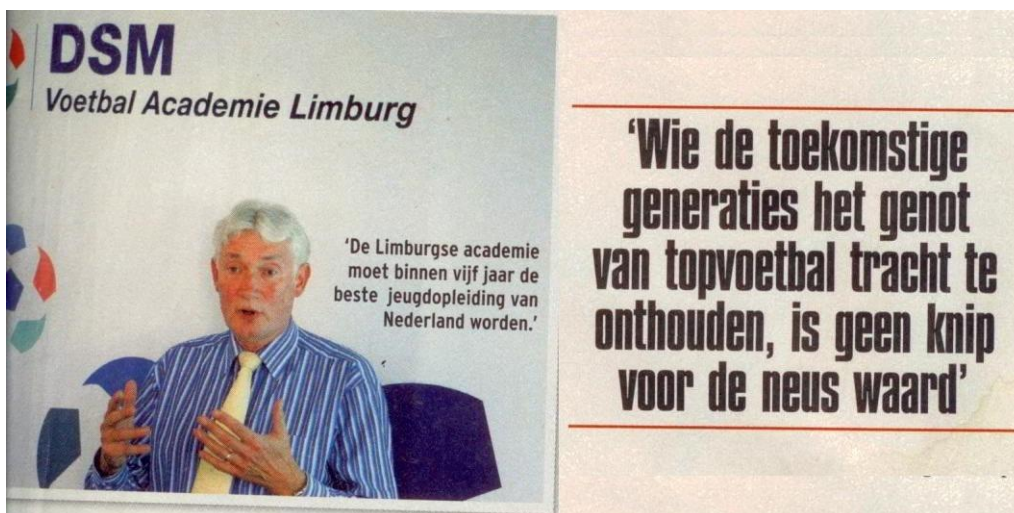 DSM
Voetbal Academie Limburg
'De Limburgse academie
moet binnen vijf jaar de
beste jeugdopleiding van
Nederland worden.'
'Wie de toekomstige
generaties het genot
van topvoetbal tracht te
onthouden, is geen knip
voor de neus waard'